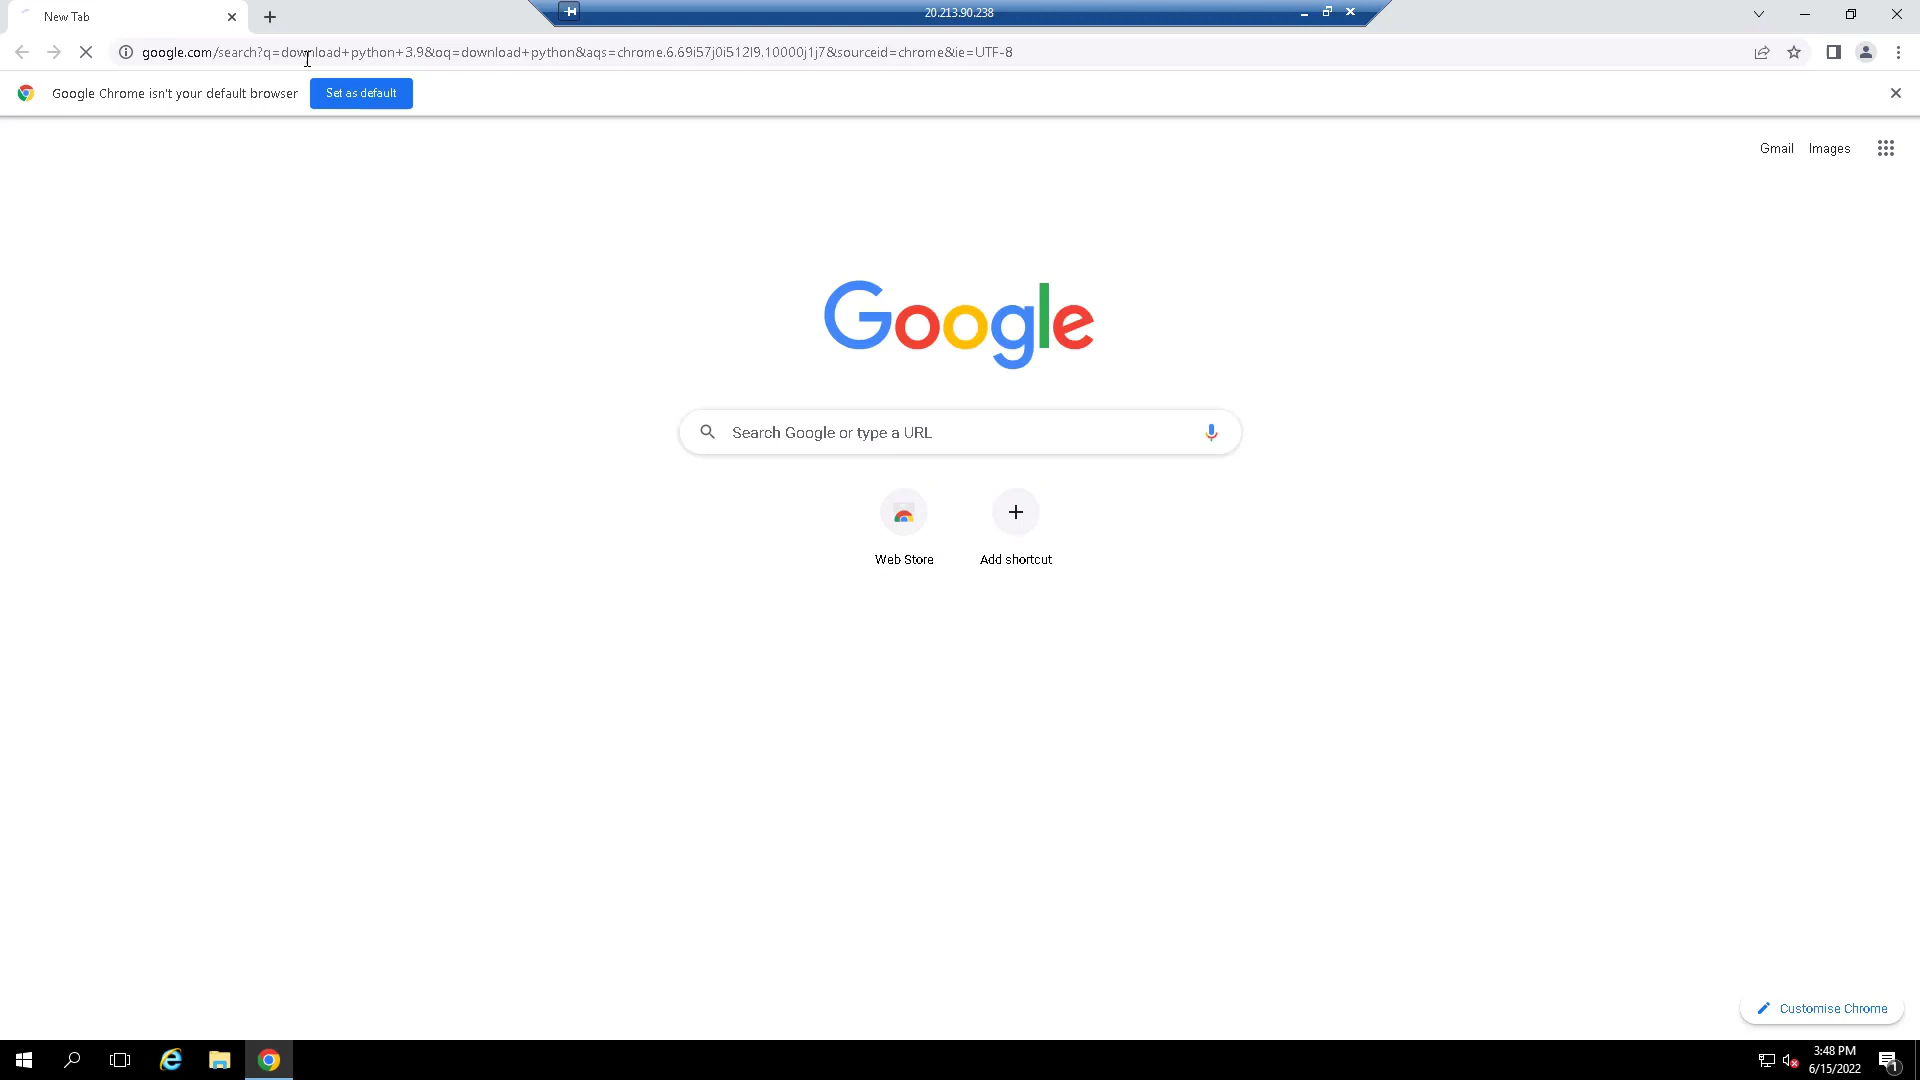 New Tab
20.213.90.238
google.com/search?q=download+python+3.9&oq=download+python&aqs=chrome.6.69i57j0i512l9.10000j1j7&sourceid=chrome&ie=UTF-8
Google Chrome isn't your default browser
Set as default
Gmail
Images
Google
Search Google or type a URL
Web Store
Add shortcut
Customise Chrome
3:48 PM
6/15/2022
1